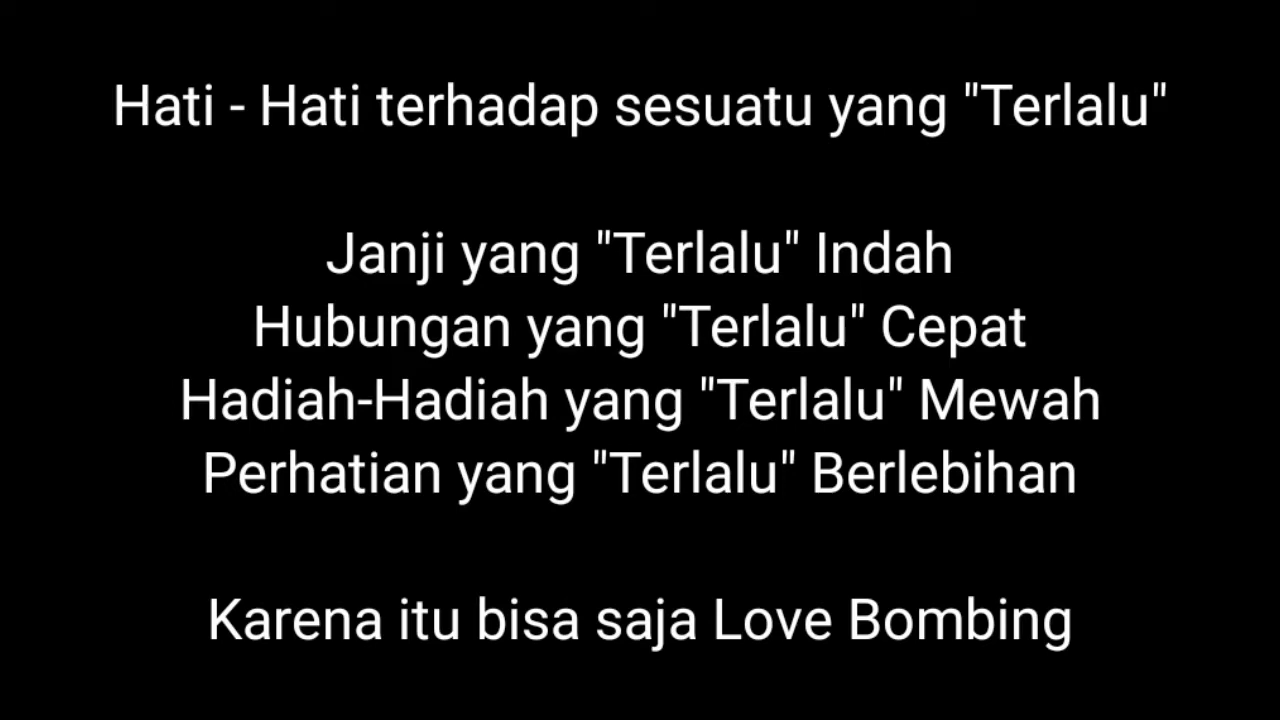 Hati - Hati terhadap sesuatu yang "Terlalu"
Janji yang "Terlalu" Indah
Hubungan yang "Terlalu" Cepat
Hadiah-Hadiah yang "Terlalu" Mewah
Perhatian yang "Terlalu" Berlebihan
Karena itu bisa saja Love Bombing